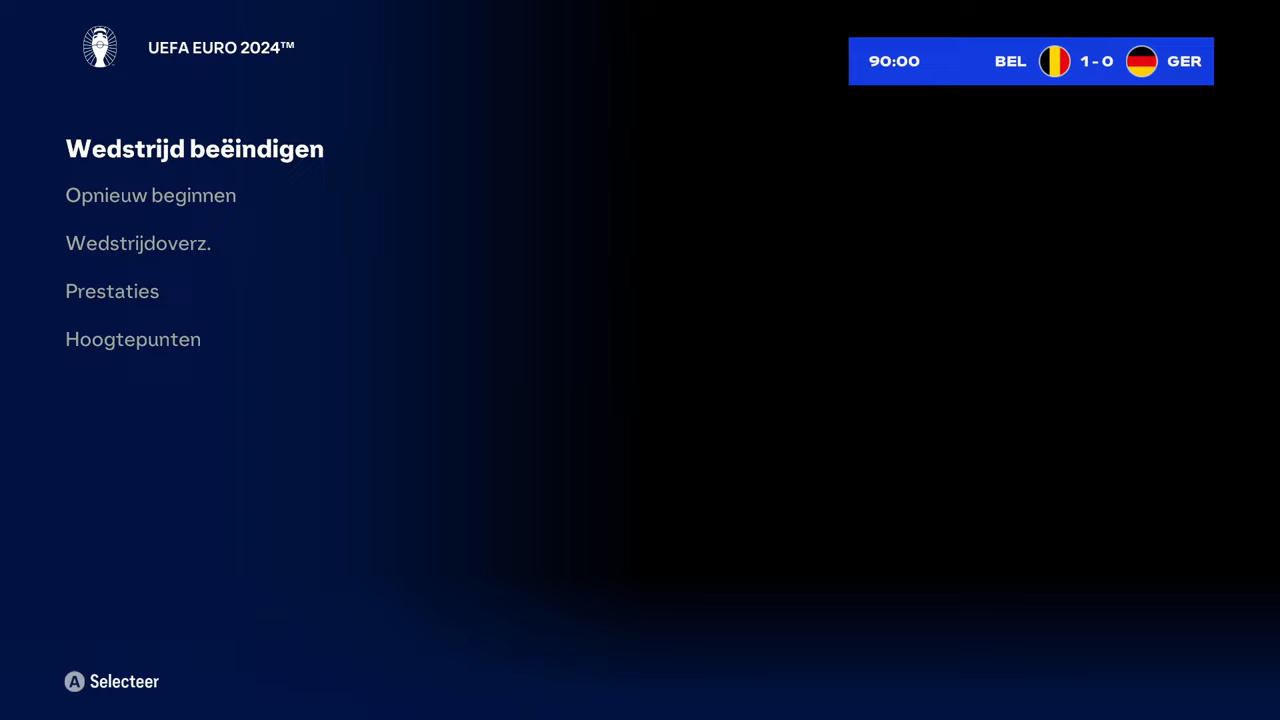 UEFA EURO 2024™
90:00 BEL 1 - 0 GER
Wedstrijd beëindigen
Opnieuw beginnen
Wedstrijdoverz.
Prestaties
Hoogtepunten
A Selecteer